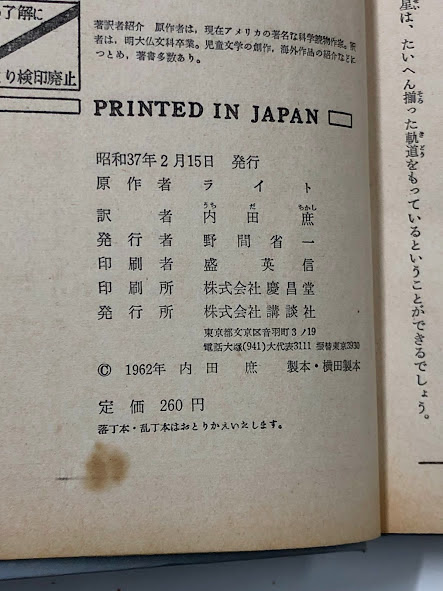 了解に
り検印廃止
著訳者紹介　原作者は，現在アメリカの著名な科学読物作家。訳
者は，明大仏文科卒業。児童文学の創作，海外作品の紹介などに
つとめ，著書多数あり。
PRINTED IN JAPAN
昭和37年2月15日　発行
原作者　ライト
訳者　内田庶
うちだちかし
発行者　野間省一
印刷者　盛英信
印刷所　株式会社慶昌堂
発行所　株式会社講談社
東京都文京区音羽町3ノ19
電話大塚(941)大代表3111 振替東京3930
© 1962年　内田庶　製本・横田製本
定価　260円
落丁本・乱丁本はおとりかえいたします。
星は、たいへん揃った軌道をもっているということができるでしょう。
そろ
きどう